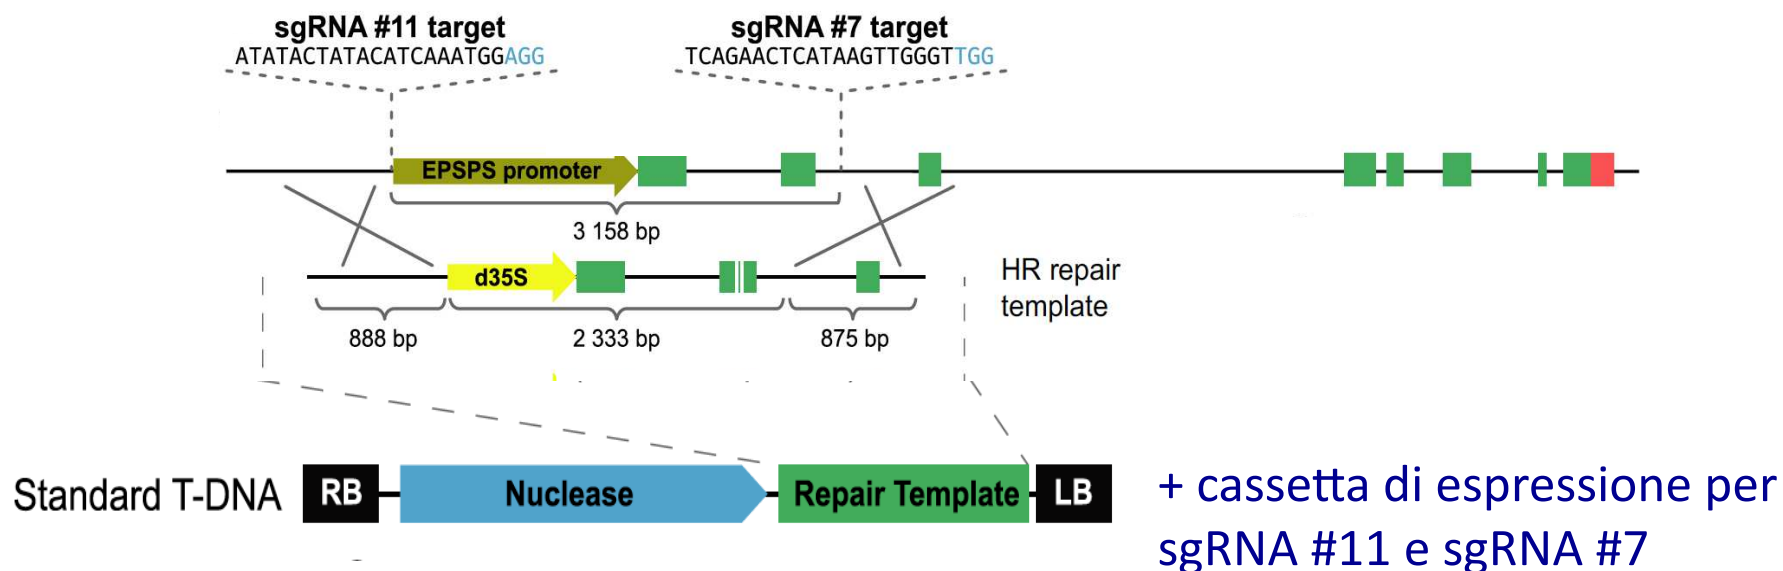 sgRNA #11 target
ATATACTATACATCAAATGGAGG
sgRNA #7 target
TCAGAACTCATAAGTTGGGTTGG
EPSPS promoter
3 158 bp
d35S
HR repair
template
888 bp
2 333 bp
875 bp
Standard T-DNA
RB
Nuclease
Repair Template
LB
+ cassetta di espressione per
sgRNA #11 e sgRNA #7